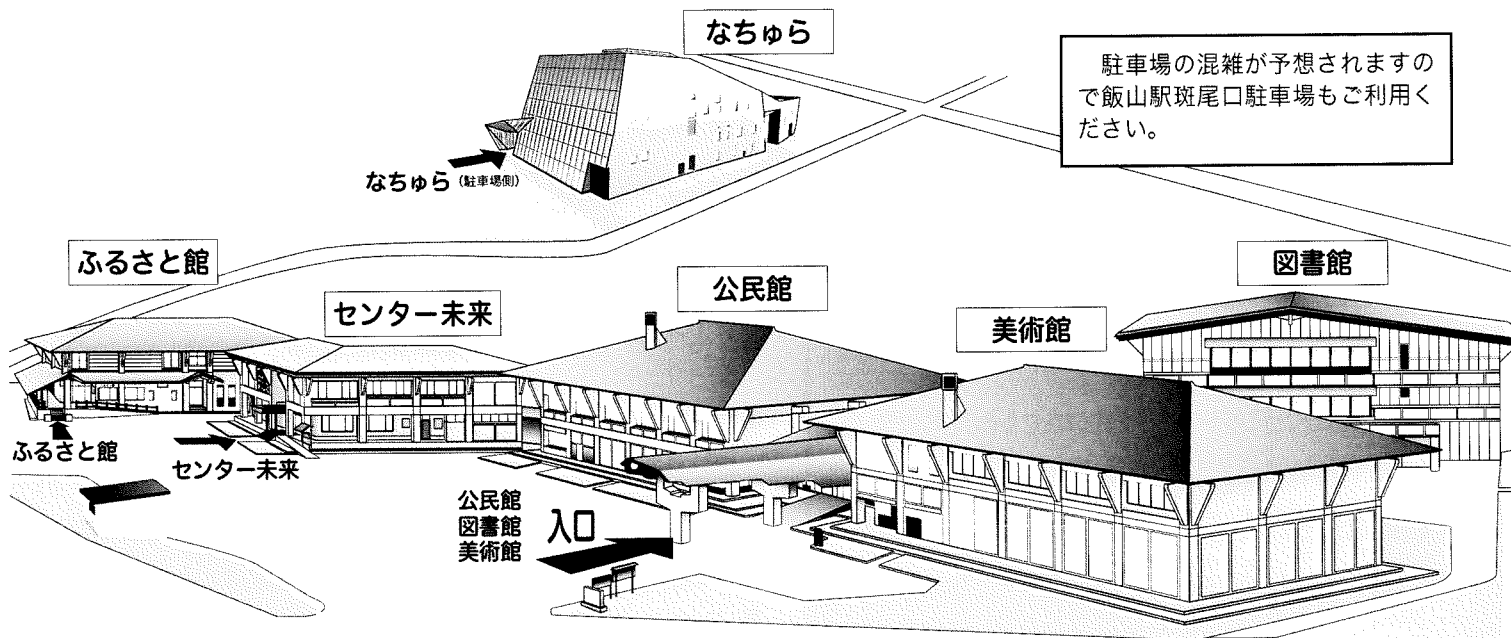 なちゅら
駐車場の混雑が予想されますの
で飯山駅斑尾口駐車場もご利用く
ださい。
なちゅら（駐車場側）
ふるさと館
センター未来
公民館
美術館
図書館
ふるさと館
センター未来
公民館
図書館
美術館
入口